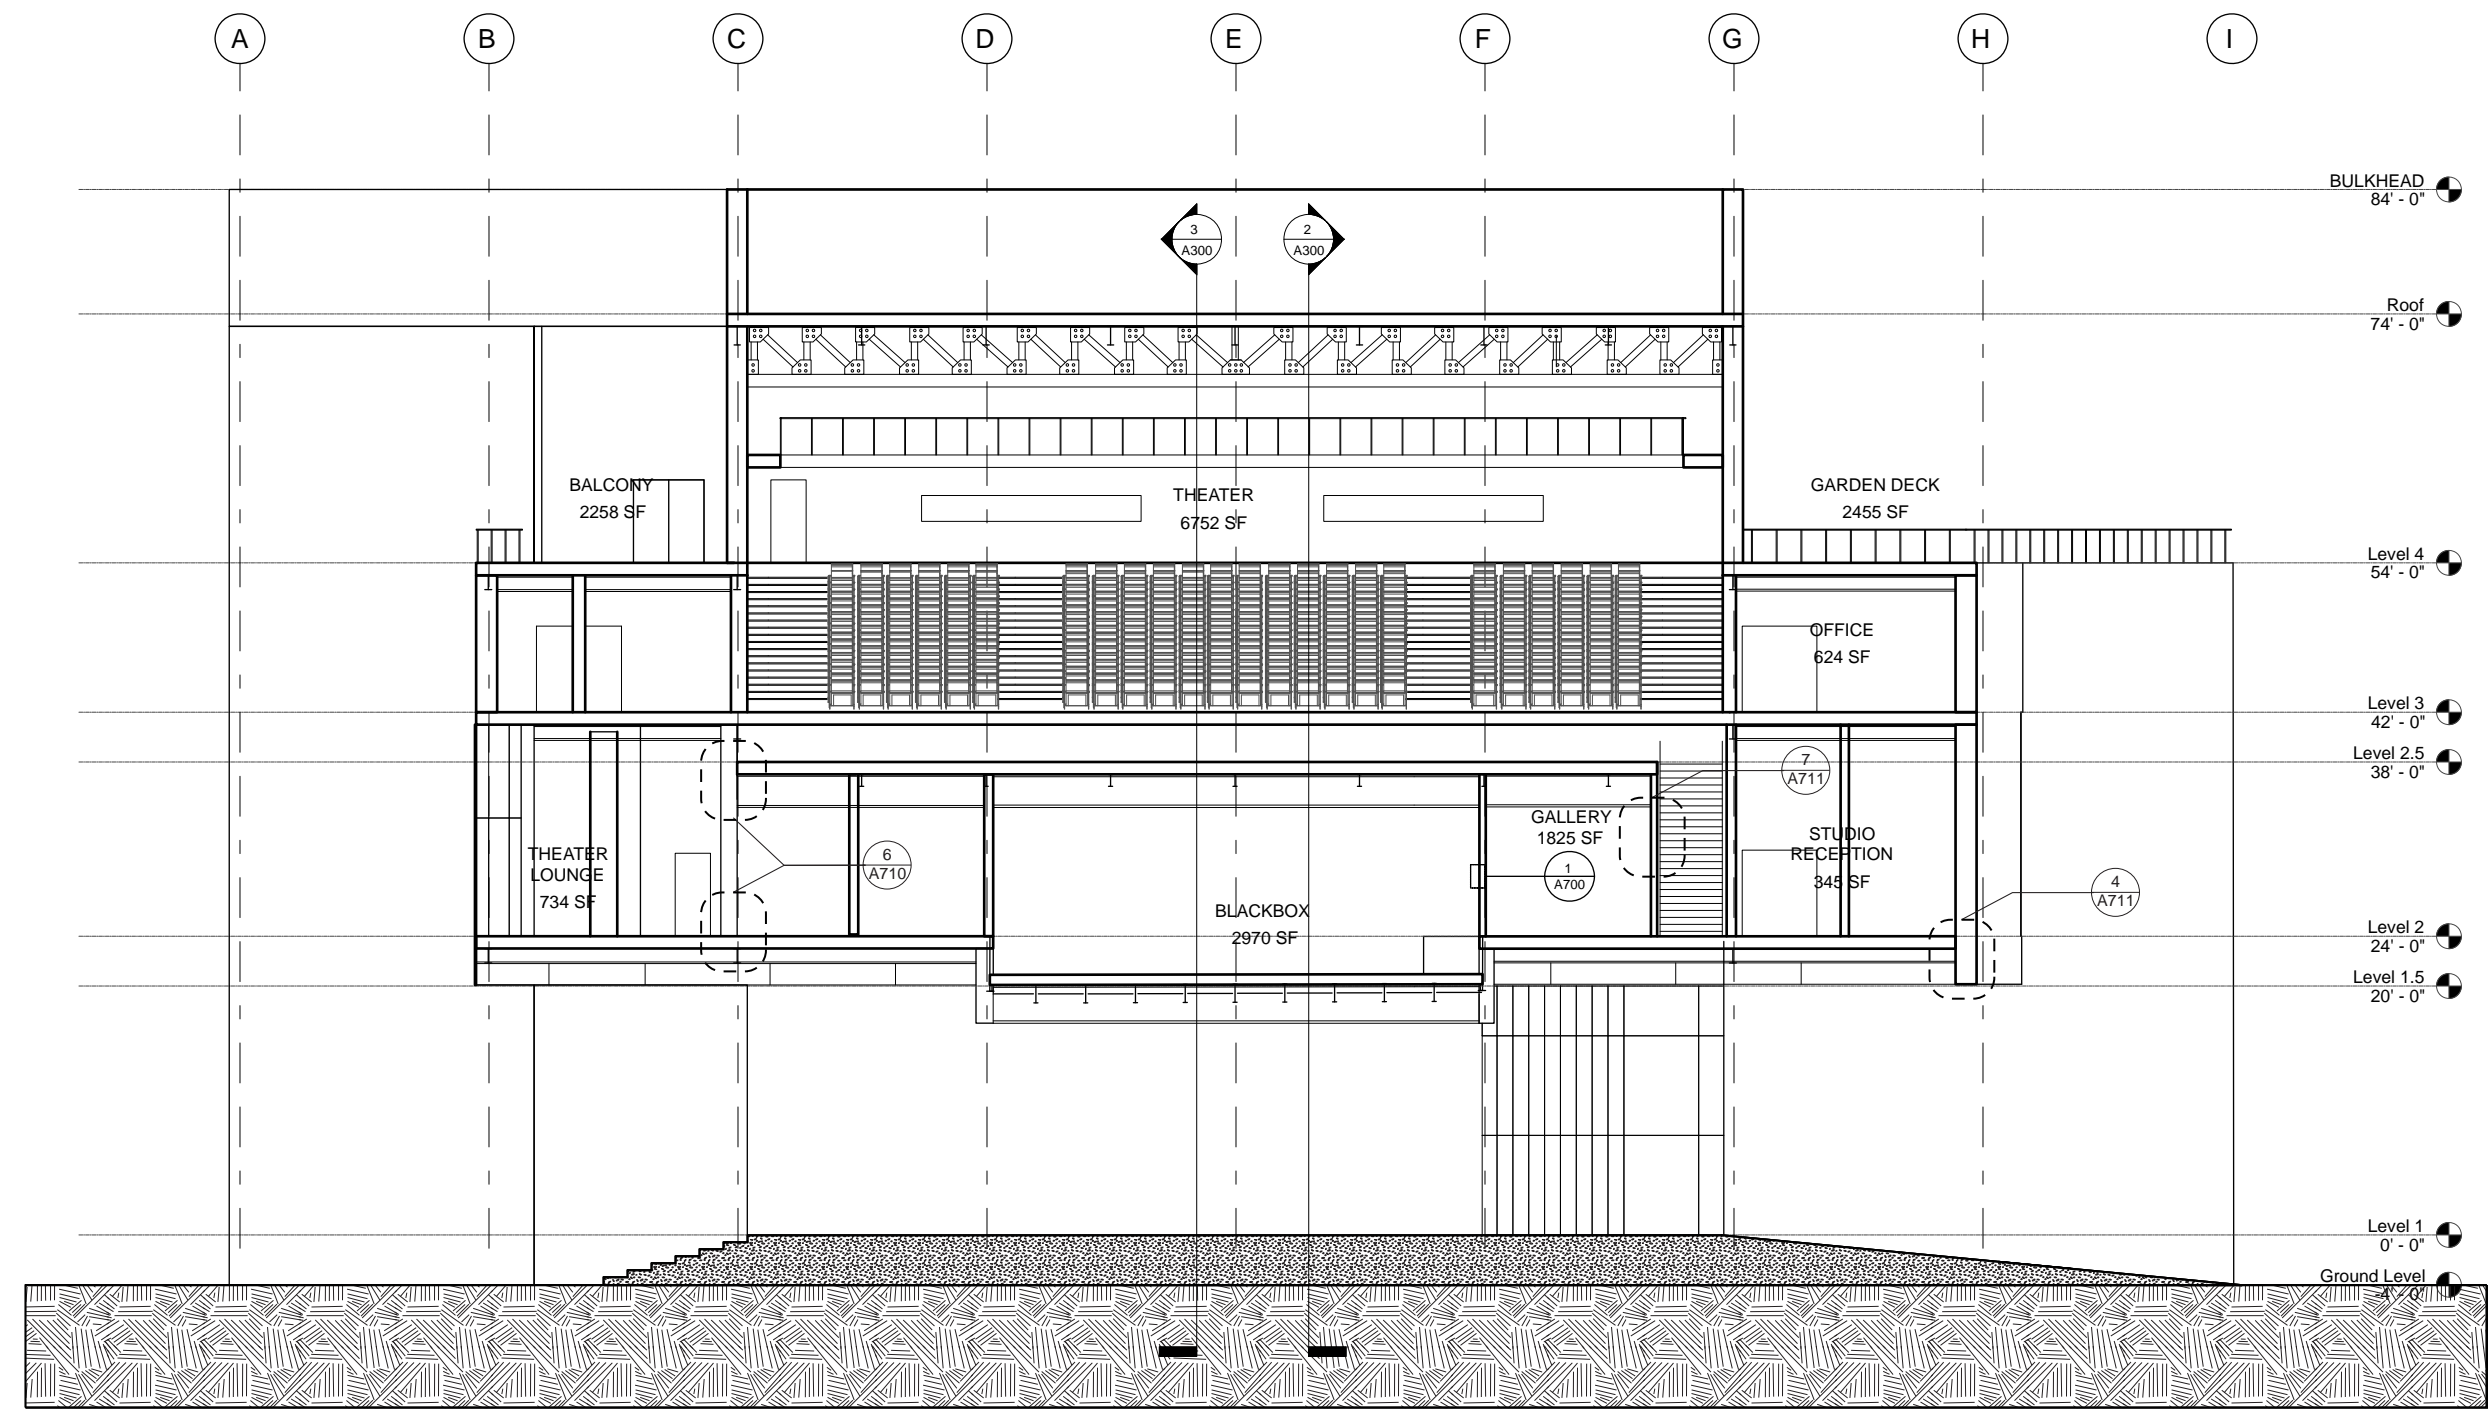 A
B
C
D
E
F
G
H
I
BULKHEAD
84' - 0"
3
A300
2
A300
Roof
74' - 0"
BALCONY
2258 SF
THEATER
6752 SF
GARDEN DECK
2455 SF
Level 4
54' - 0"
OFFICE
624 SF
Level 3
42' - 0"
Level 2.5
38' - 0"
7
A711
GALLERY
1825 SF
1
A700
STUDIO
RECEPTION
345 SF
THEATER
LOUNGE
734 SF
6
A710
4
A711
BLACKBOX
2970 SF
Level 2
24' - 0"
Level 1.5
20' - 0"
Level 1
0' - 0"
Ground Level
-4' - 0"